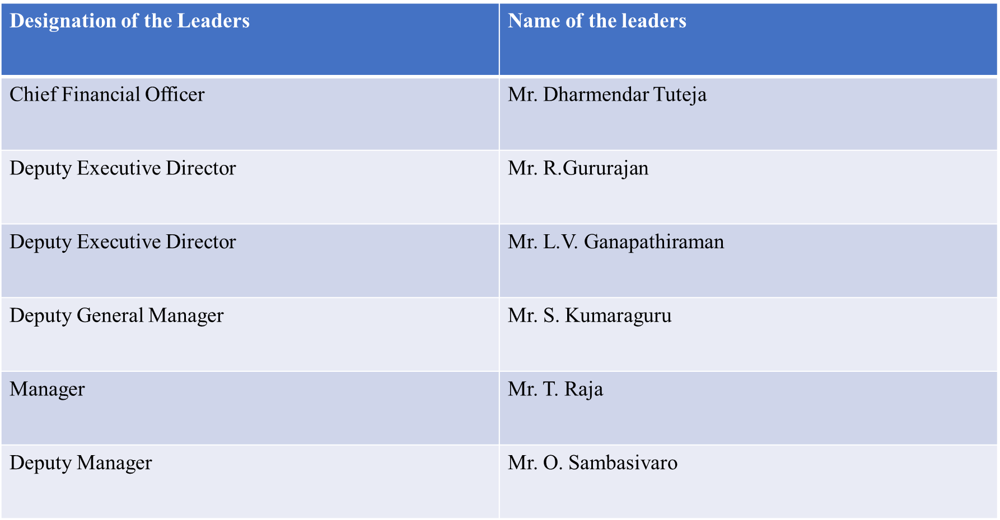 Designation of the Leaders
Name of the leaders
Chief Financial Officer
Mr. Dharmendar Tuteja
Deputy Executive Director
Mr. R.Gururajan
Deputy Executive Director
Mr. L.V. Ganapathiraman
Deputy General Manager
Mr. S. Kumaraguru
Manager
Mr. T. Raja
Deputy Manager
Mr. O. Sambasivaro